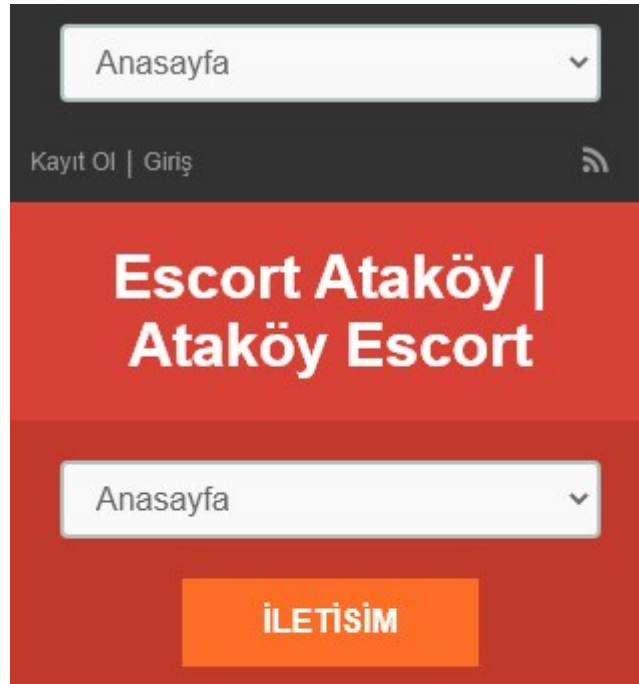 Anasayfa
Kayıt Ol | Giriş
Escort Ataköy |
Ataköy Escort
Anasayfa
İLETİSİM